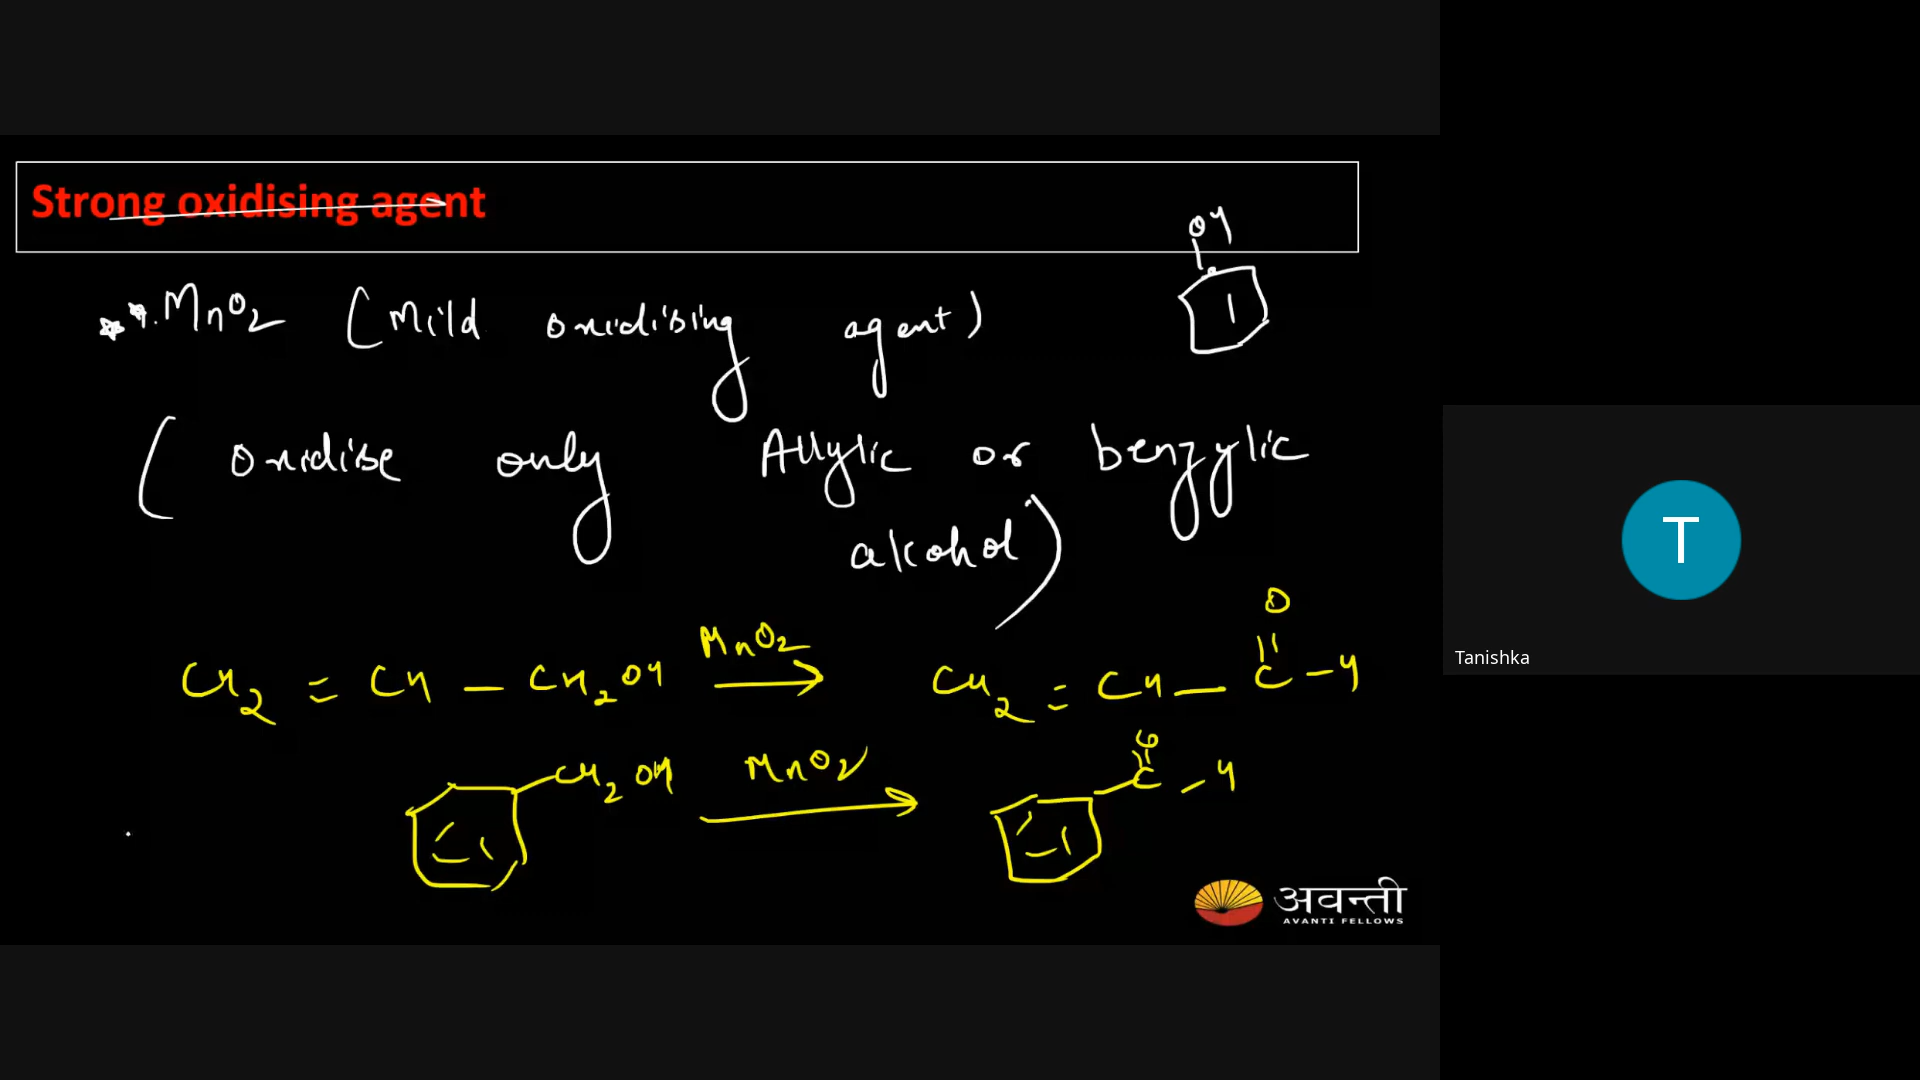 Strong oxidising agent
OH
MnO2 (Mild oxidising agent)
( oxidise only Allylic or benzylic
alcohol)
O
CH2 = CH – CH2OH MnO2 → CH2 = CH – C – H
O
CH2OH MnO2 → C – H
T
Tanishka
अवन्ती
AVANTI FELLOWS